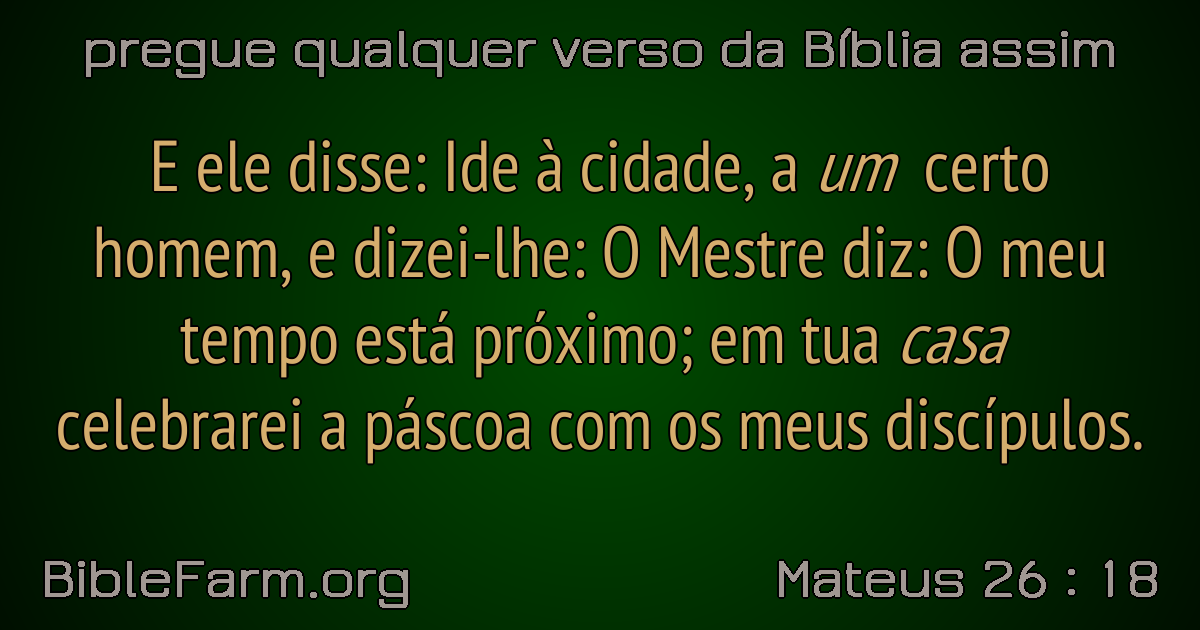 pregue qualquer verso da Bíblia assim
E ele disse: Ide à cidade, a um certo
homem, e dizei-lhe: O Mestre diz: O meu
tempo está próximo; em tua casa
celebrarei a páscoa com os meus discípulos.
BibleFarm.org
Mateus 26 : 18